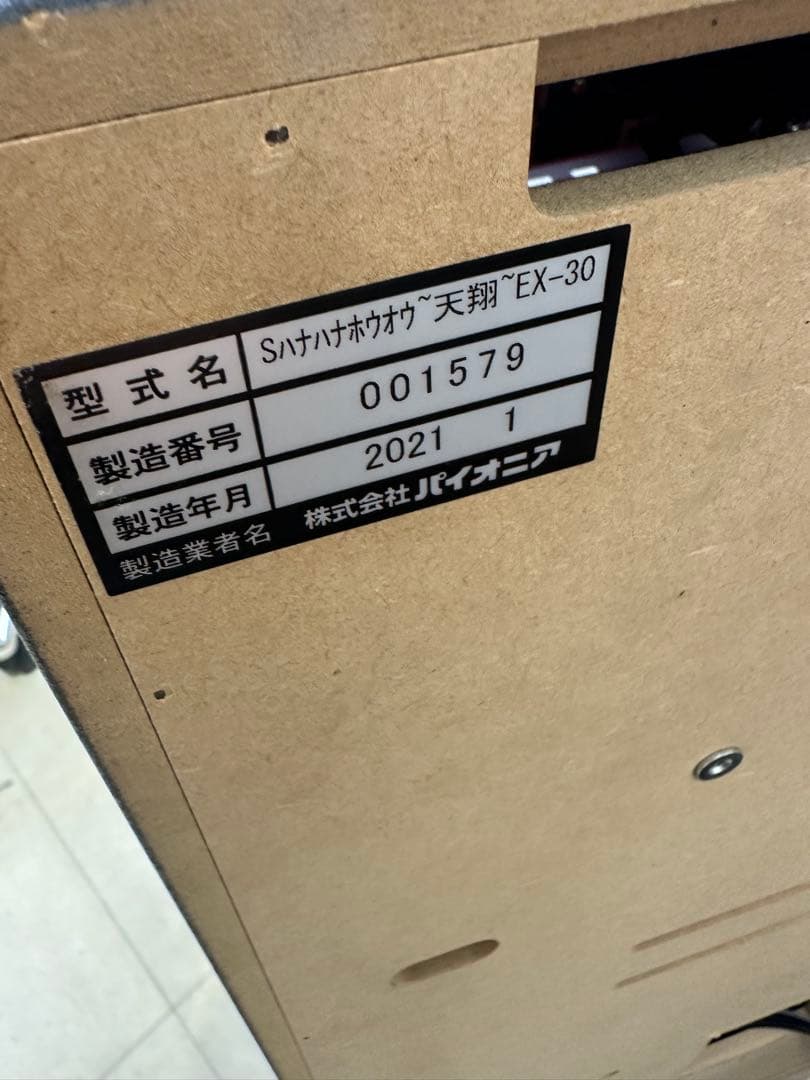 型式名 Sﾊﾅﾊﾅﾎｳｵｳ~天翔~EX-30
製造番号 001579
製造年月 2021 1
製造業者名 株式会社パイオニア